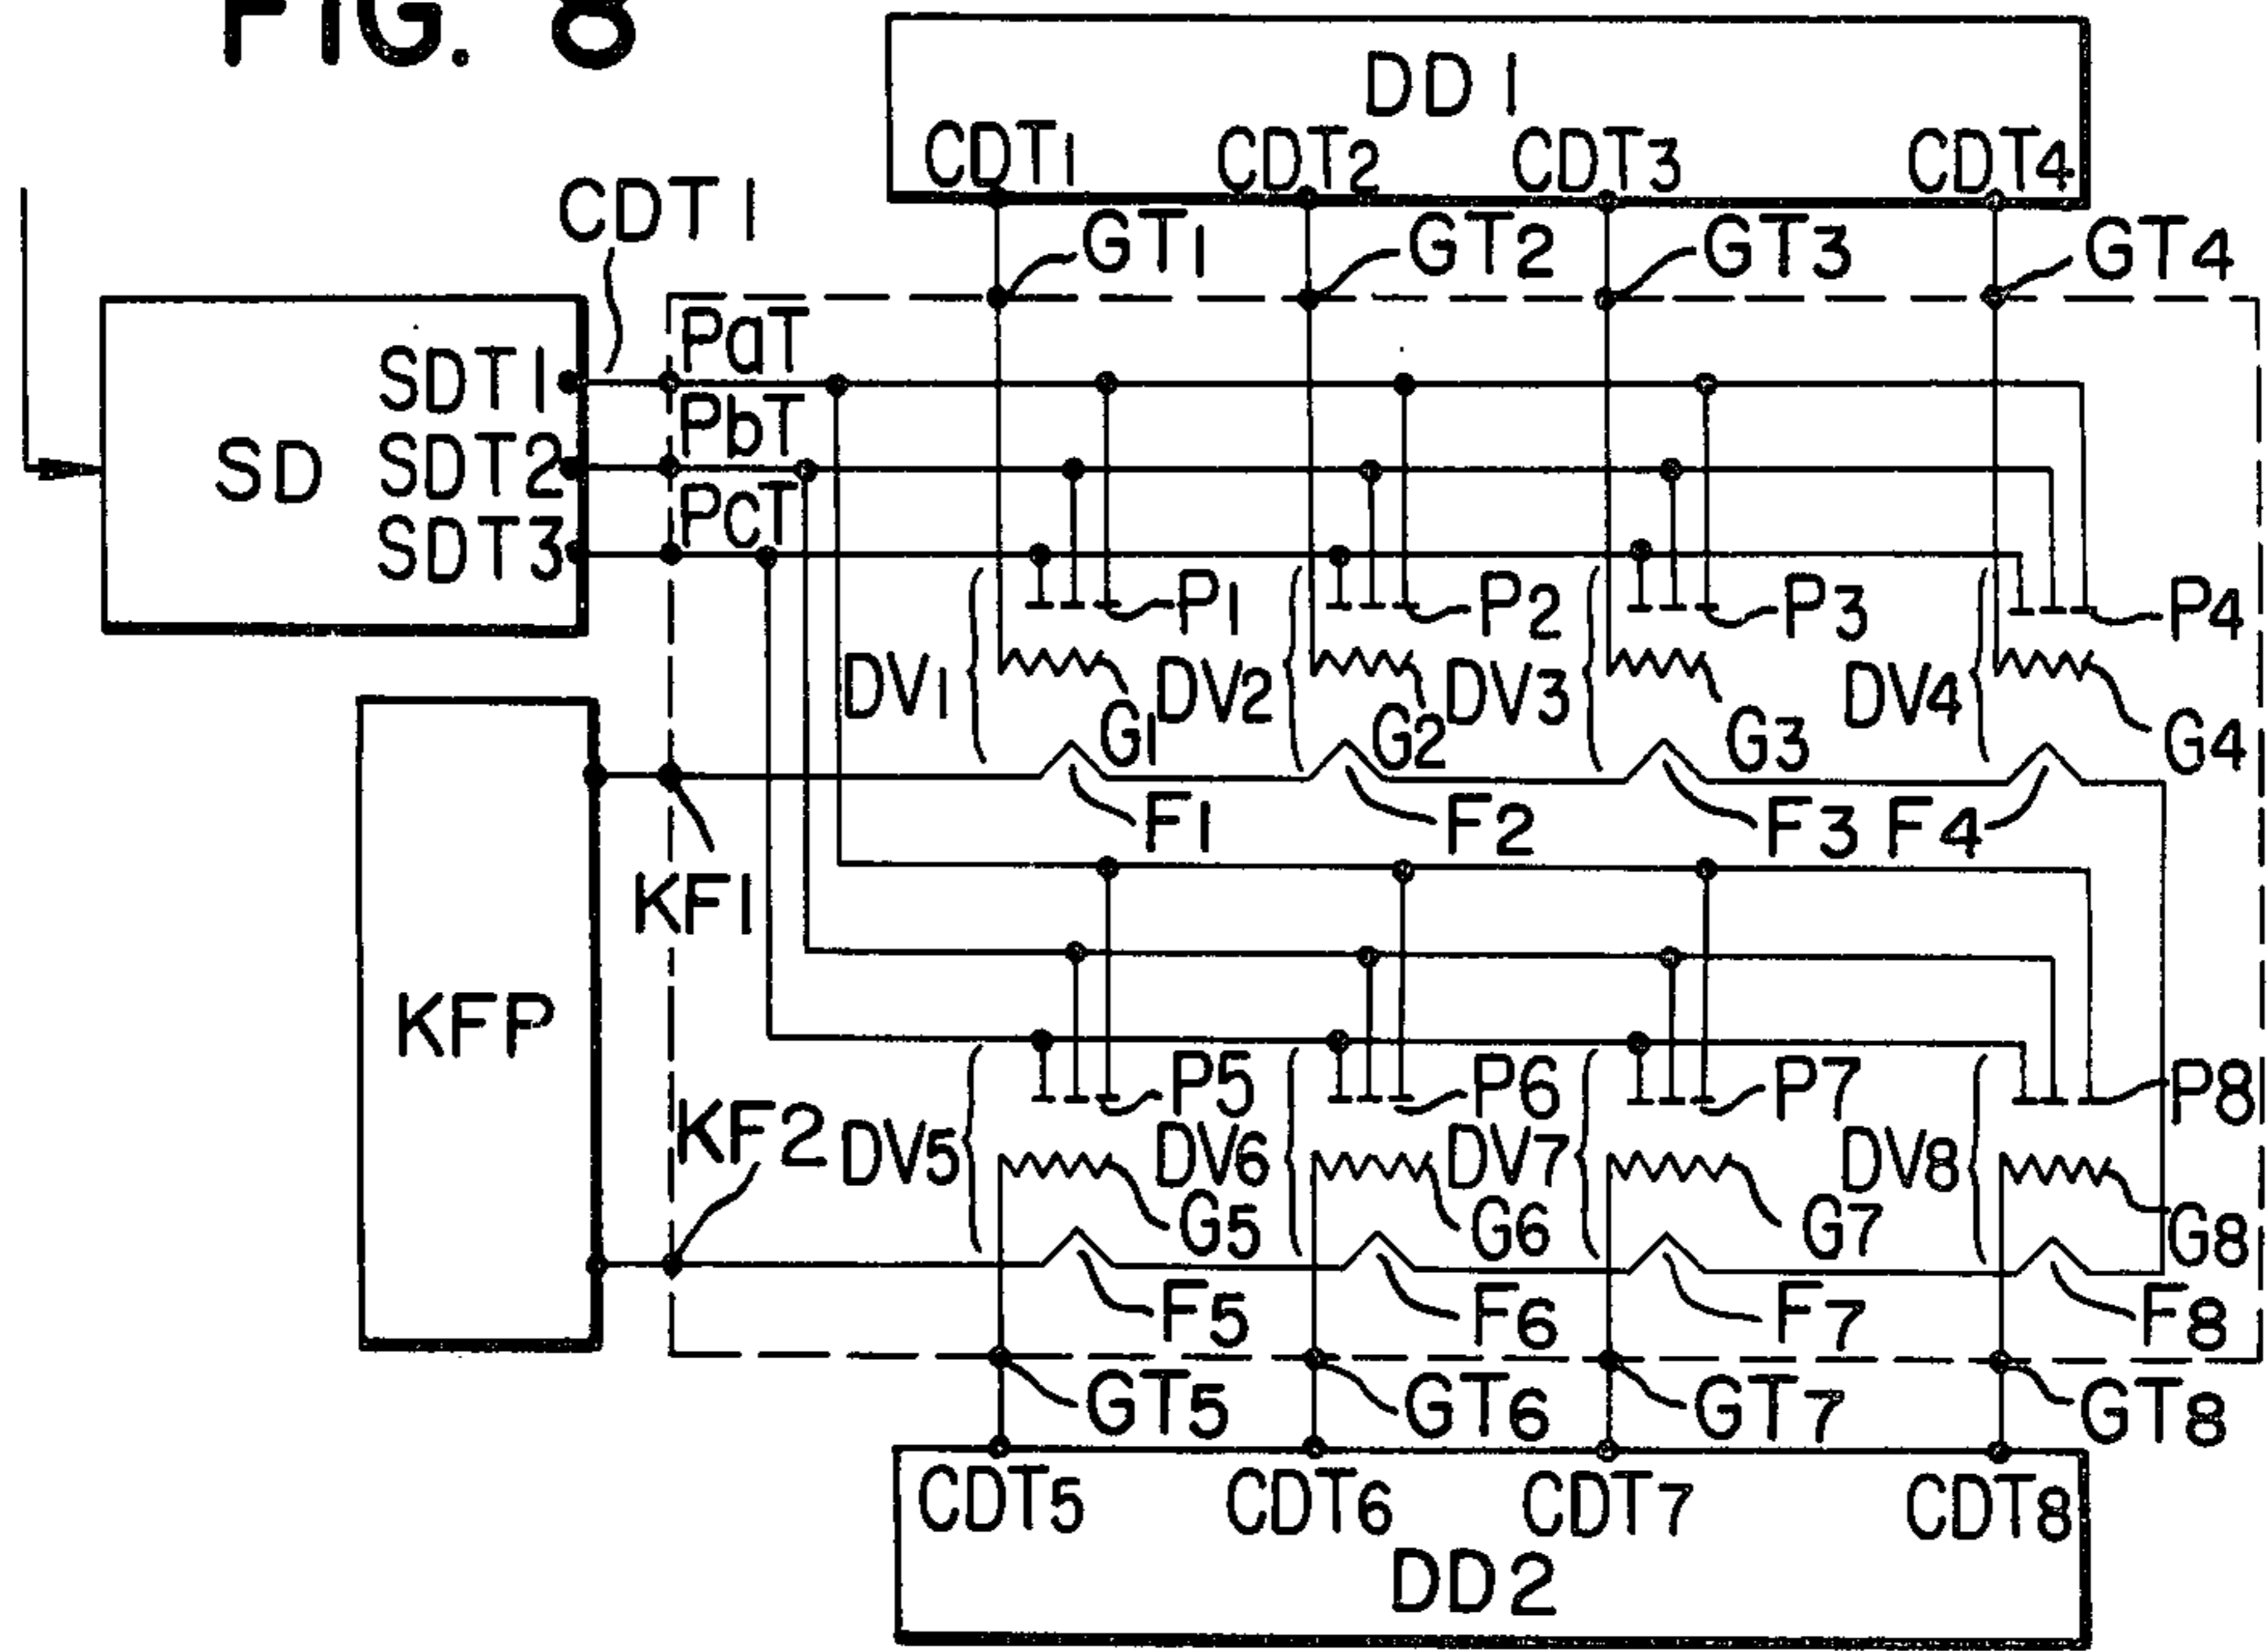 FIG. 8
DD1
CDT1 CDT2 CDT3 CDT4
CDT1
GT1 GT2 GT3 GT4
PaT
SDT1
PbT
SD SDT2
PcT
SDT3
P1 P2 P3 P4
DV1 DV2 DV3 DV4
G1 G2 G3 G4
F1 F2 F3 F4
KF1
KFP
P5 P6 P7 P8
KF2 DV5 DV6 DV7 DV8
G5 G6 G7 G8
F5 F6 F7 F8
GT5 GT6 GT7 GT8
CDT5 CDT6 CDT7 CDT8
DD2